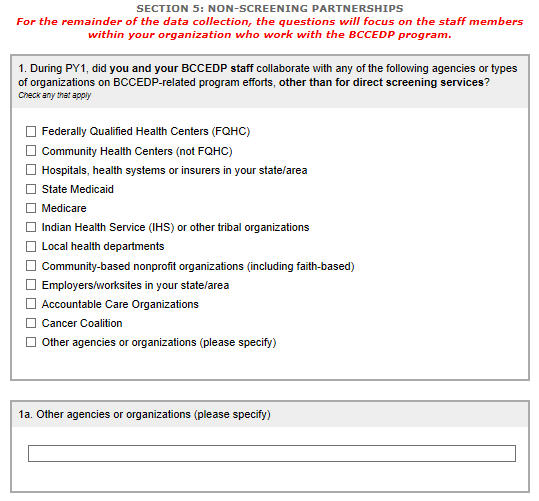 SECTION 5: NON-SCREENING PARTNERSHIPS
For the remainder of the data collection, the questions will focus on the staff members
within your organization who work with the BCCEDP program.
1. During PY1, did you and your BCCEDP staff collaborate with any of the following agencies or types
of organizations on BCCEDP-related program efforts, other than for direct screening services?
Check any that apply
Federally Qualified Health Centers (FQHC)
Community Health Centers (not FQHC)
Hospitals, health systems or insurers in your state/area
State Medicaid
Medicare
Indian Health Service (IHS) or other tribal organizations
Local health departments
Community-based nonprofit organizations (including faith-based)
Employers/worksites in your state/area
Accountable Care Organizations
Cancer Coalition
Other agencies or organizations (please specify)
1a. Other agencies or organizations (please specify)